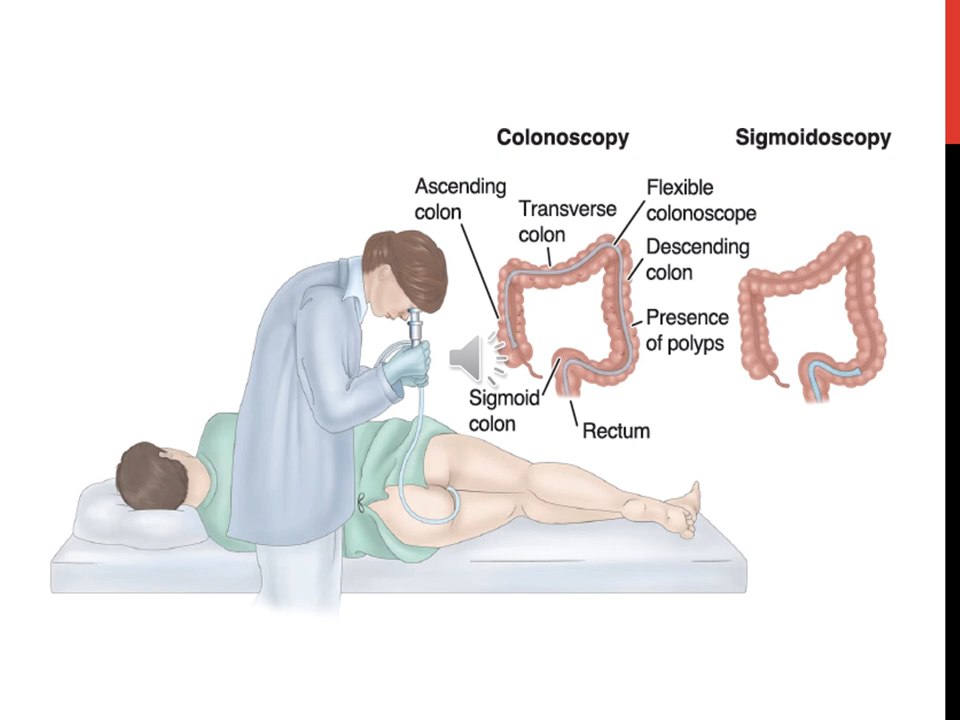 Colonoscopy
Sigmoidoscopy
Ascending
colon
Transverse
colon
Flexible
colonoscope
Descending
colon
Presence
of polyps
Sigmoid
colon
Rectum